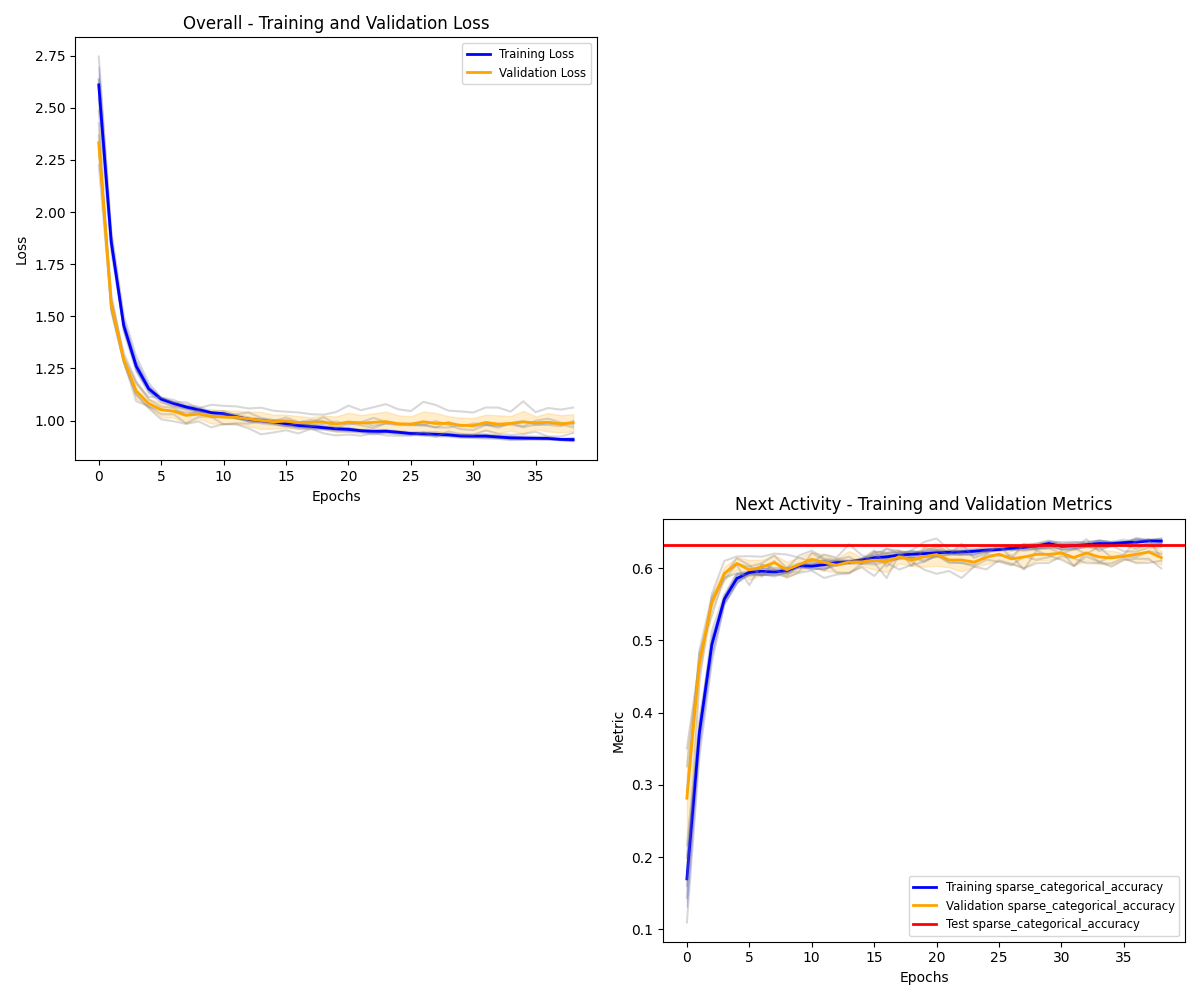 Overall - Training and Validation Loss
Training Loss
Validation Loss
2.75
2.50
2.25
2.00
1.75
1.50
1.25
1.00
Loss
0 5 10 15 20 25 30 35
Epochs
Next Activity - Training and Validation Metrics
0.6
0.5
0.4
0.3
0.2
0.1
Metric
Training sparse_categorical_accuracy
Validation sparse_categorical_accuracy
Test sparse_categorical_accuracy
0 5 10 15 20 25 30 35
Epochs